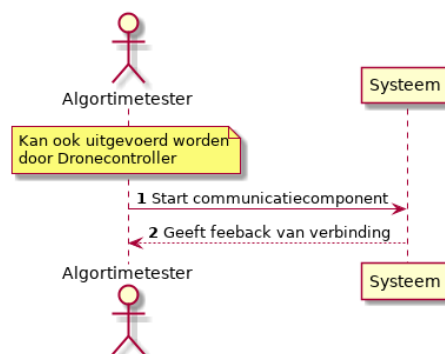 Algortimetester
Systeem
Kan ook uitgevoerd worden
door Dronecontroller
1 Start communicatiecomponent
2 Geeft feeback van verbinding
Algortimetester
Systeem